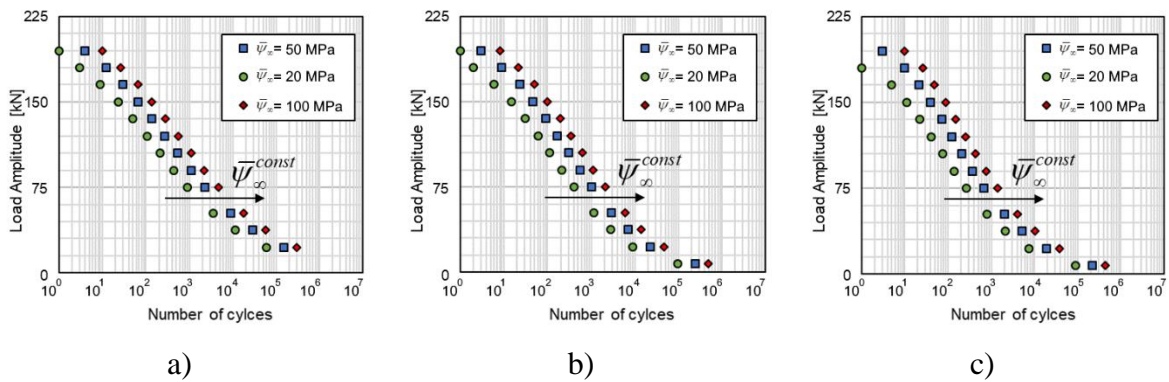 225
150
75
0
Load Amplitude [kN]
ψ̅∞= 50 MPa
ψ̅∞= 20 MPa
ψ̅∞= 100 MPa
ψ̅∞^const
10^0 10^1 10^2 10^3 10^4 10^5 10^6 10^7
Number of cylces
a)
225
150
75
0
Load Amplitude [kN]
ψ̅∞= 50 MPa
ψ̅∞= 20 MPa
ψ̅∞= 100 MPa
ψ̅∞^const
10^0 10^1 10^2 10^3 10^4 10^5 10^6 10^7
Number of cylces
b)
225
150
75
0
Load Amplitude [kN]
ψ̅∞= 50 MPa
ψ̅∞= 20 MPa
ψ̅∞= 100 MPa
ψ̅∞^const
10^0 10^1 10^2 10^3 10^4 10^5 10^6 10^7
Number of cylces
c)